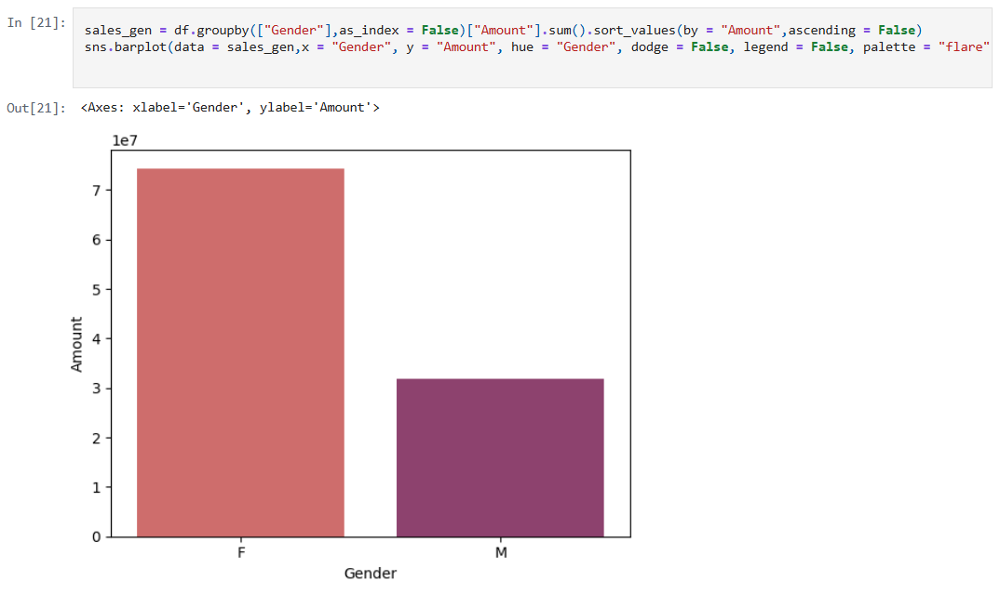 In [21]:
sales_gen = df.groupby(["Gender"],as_index = False)["Amount"].sum().sort_values(by = "Amount",ascending = False)
sns.barplot(data = sales_gen,x = "Gender", y = "Amount", hue = "Gender", dodge = False, legend = False, palette = "flare"
Out[21]:
<Axes: xlabel='Gender', ylabel='Amount'>
1e7
7
6
5
4
3
2
1
0
Amount
F
M
Gender